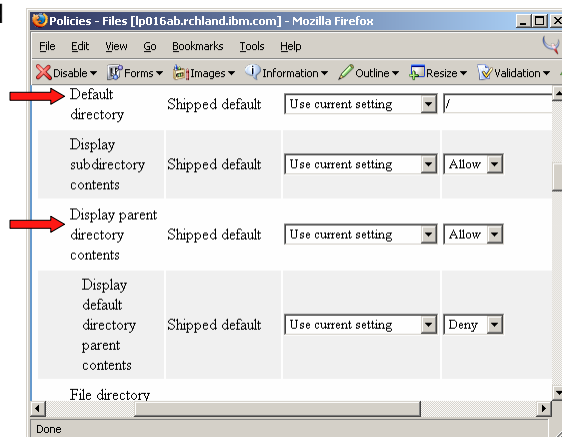 Policies - Files [lp016ab.rchland.ibm.com] - Mozilla Firefox
File Edit View Go Bookmarks Tools Help
Disable Forms Images Information Outline Resize Validation
Default directory Shipped default Use current setting /
Display subdirectory contents Shipped default Use current setting Allow
Display parent directory contents Shipped default Use current setting Allow
Display default directory parent contents Shipped default Use current setting Deny
File directory
Done